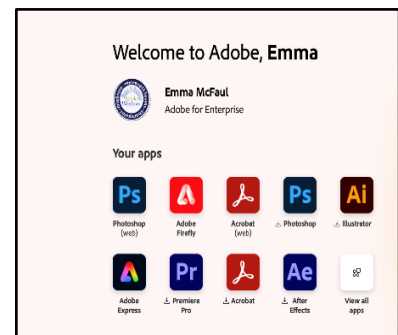 Welcome to Adobe, Emma
Emma McFaul
Adobe for Enterprise
Your apps
Ps Ps Ai
Photoshop Adobe Acrobat Photoshop Illustrator
(web) Firefly (web)
Pr Ae
Adobe Premiere Acrobat After View all
Express Pro Effects apps